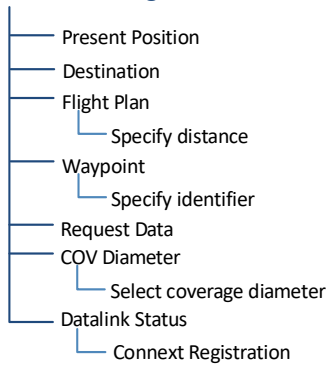 Present Position
Destination
Flight Plan
Specify distance
Waypoint
Specify identifier
Request Data
COV Diameter
Select coverage diameter
Datalink Status
Connext Registration